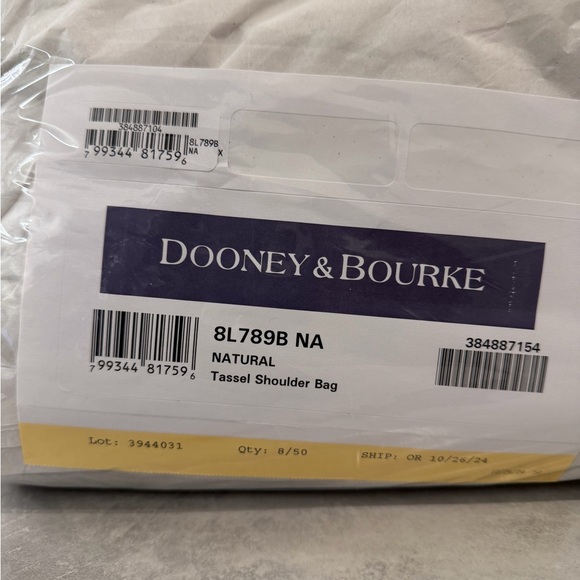 384887104
8L789B
NA X
7 99344 81759 6
DOONEY & BOURKE
8L789B NA
NATURAL
Tassel Shoulder Bag
7 99344 81759 6
384887154
Lot: 3944031 Qty: 8/50 SHIP: OR 10/26/24